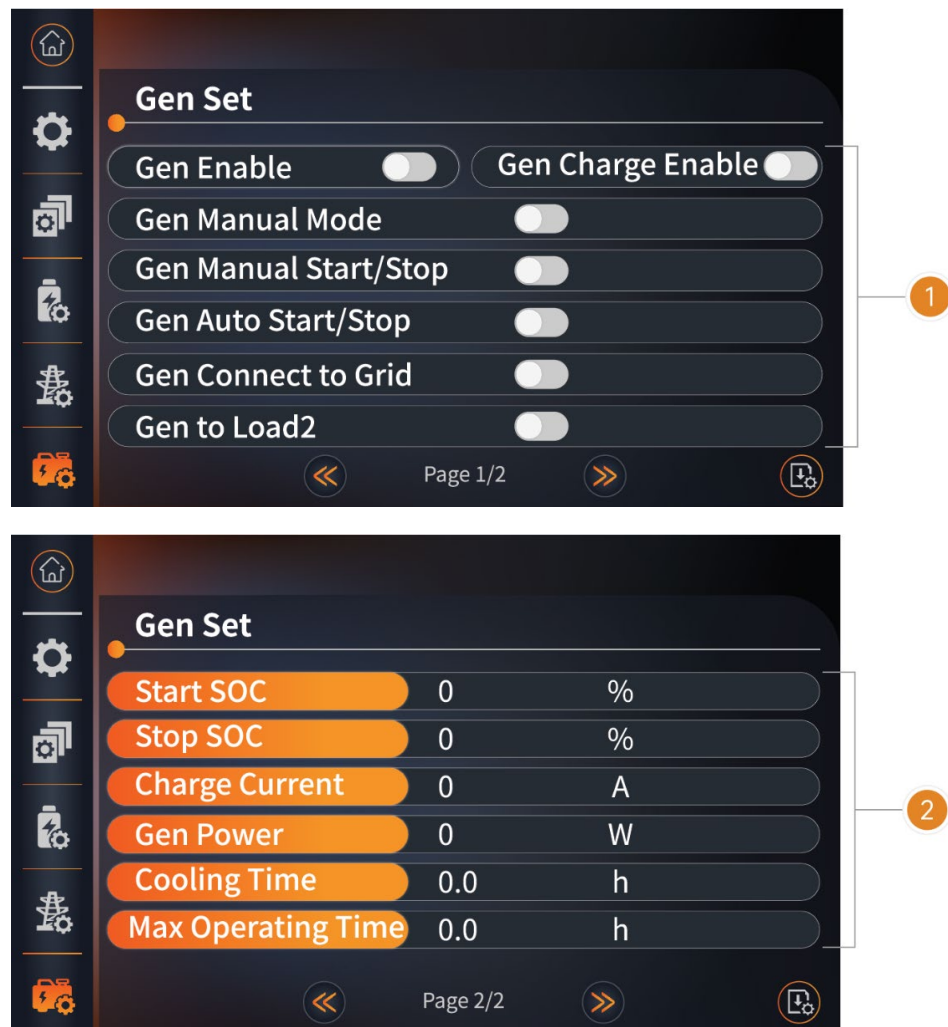 Gen Set
Gen Enable Gen Charge Enable
Gen Manual Mode
Gen Manual Start/Stop
1
Gen Auto Start/Stop
Gen Connect to Grid
Gen to Load2
Page 1/2
Gen Set
Start SOC 0 %
Stop SOC 0 %
Charge Current 0 A
2
Gen Power 0 W
Cooling Time 0.0 h
Max Operating Time 0.0 h
Page 2/2